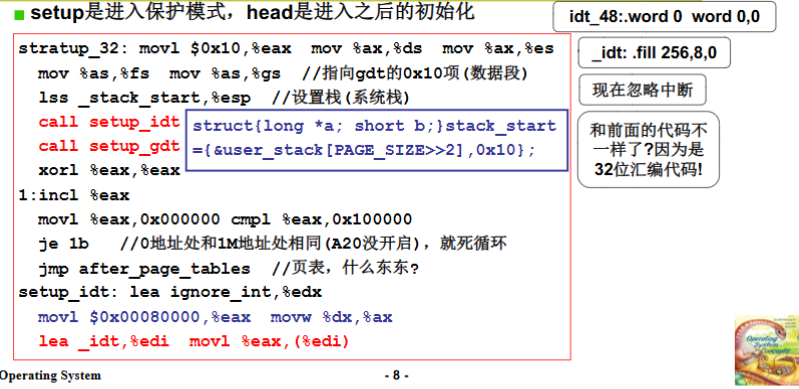 setup是进入保护模式，head是进入之后的初始化
idt_48:.word 0 word 0,0
_idt: .fill 256,8,0
现在忽略中断
和前面的代码不
一样了?因为是
32位汇编代码!
stratup_32: movl $0x10,%eax mov %ax,%ds mov %ax,%es
mov %as,%fs mov %as,%gs //指向gdt的0x10项(数据段)
lss _stack_start,%esp //设置栈(系统栈)
call setup_idt
call setup_gdt
struct{long *a; short b;}stack_start
={&user_stack[PAGE_SIZE>>2],0x10};
xorl %eax,%eax
1:incl %eax
movl %eax,0x000000 cmpl %eax,0x100000
je 1b //0地址处和1M地址处相同(A20没开启)，就死循环
jmp after_page_tables //页表，什么东东?
setup_idt: lea ignore_int,%edx
movl $0x00080000,%eax movw %dx,%ax
lea _idt,%edi movl %eax,(%edi)
Operating System
- 8 -
Operating
System
Concepts